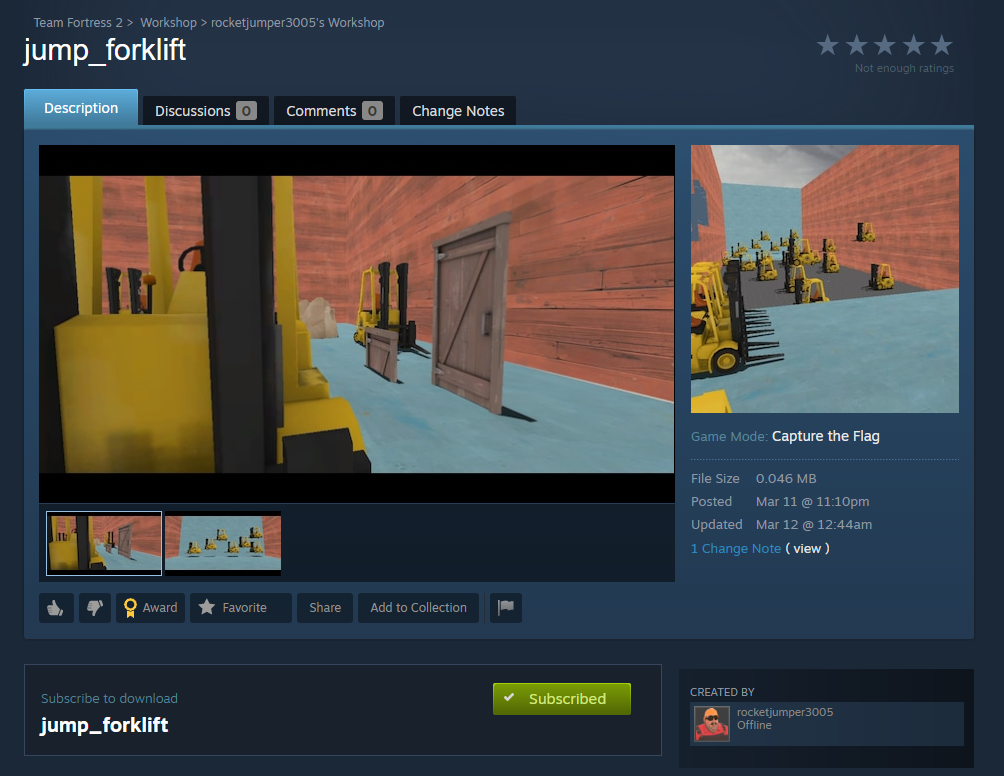 Team Fortress 2 > Workshop > rocketjumper3005's Workshop
jump_forklift
Not enough ratings
Description
Discussions 0
Comments 0
Change Notes
Game Mode: Capture the Flag
File Size 0.046 MB
Posted Mar 11 @ 11:10pm
Updated Mar 12 @ 12:44am
1 Change Note ( view )
Award
Favorite
Share
Add to Collection
Subscribe to download
jump_forklift
Subscribed
CREATED BY
rocketjumper3005
Offline